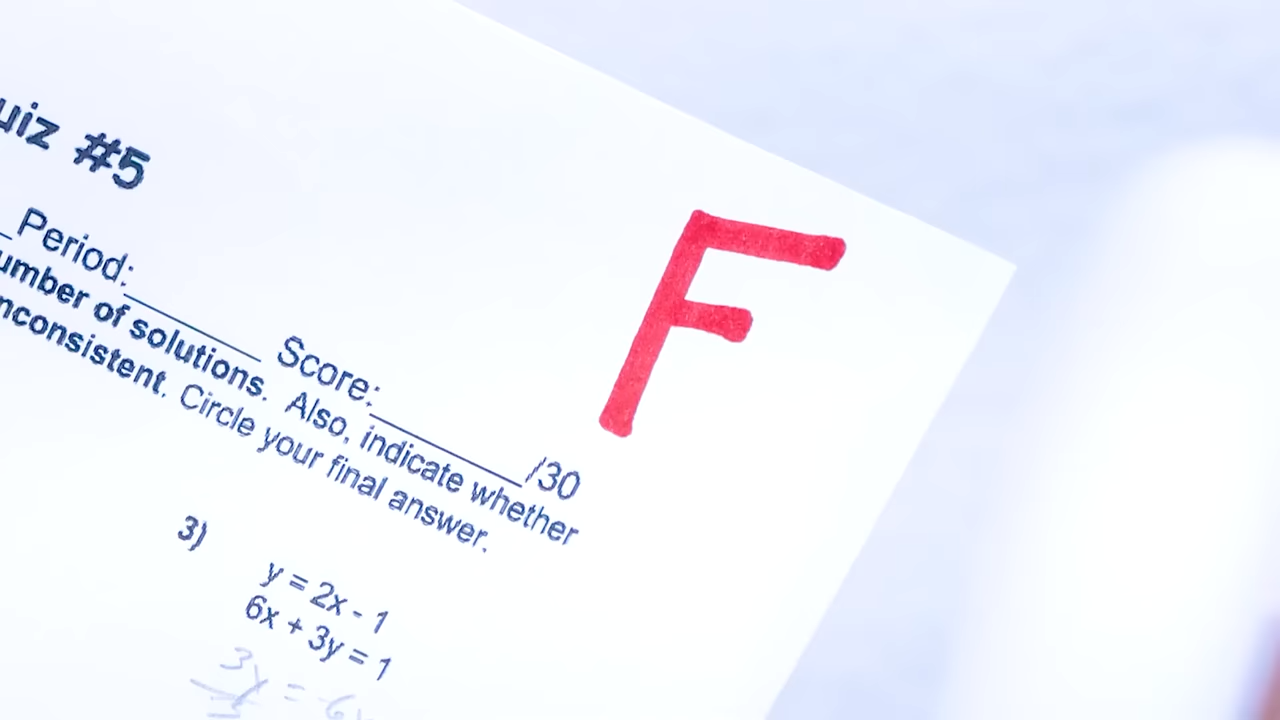 uiz #5
F
Period: Score: /30
umber of solutions. Also, indicate whether
nconsistent. Circle your final answer.
3)
y = 2x - 1
6x + 3y = 1
3y =